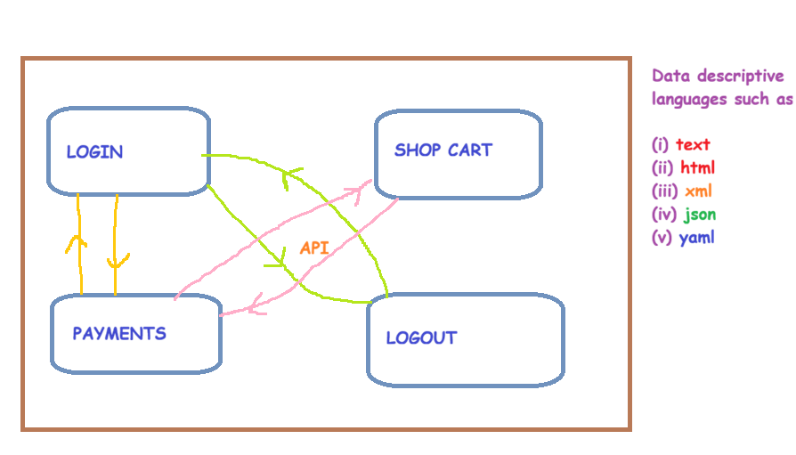 Data descriptive
languages such as
(i) text
(ii) html
(iii) xml
(iv) json
(v) yaml
LOGIN
SHOP CART
API
PAYMENTS
LOGOUT